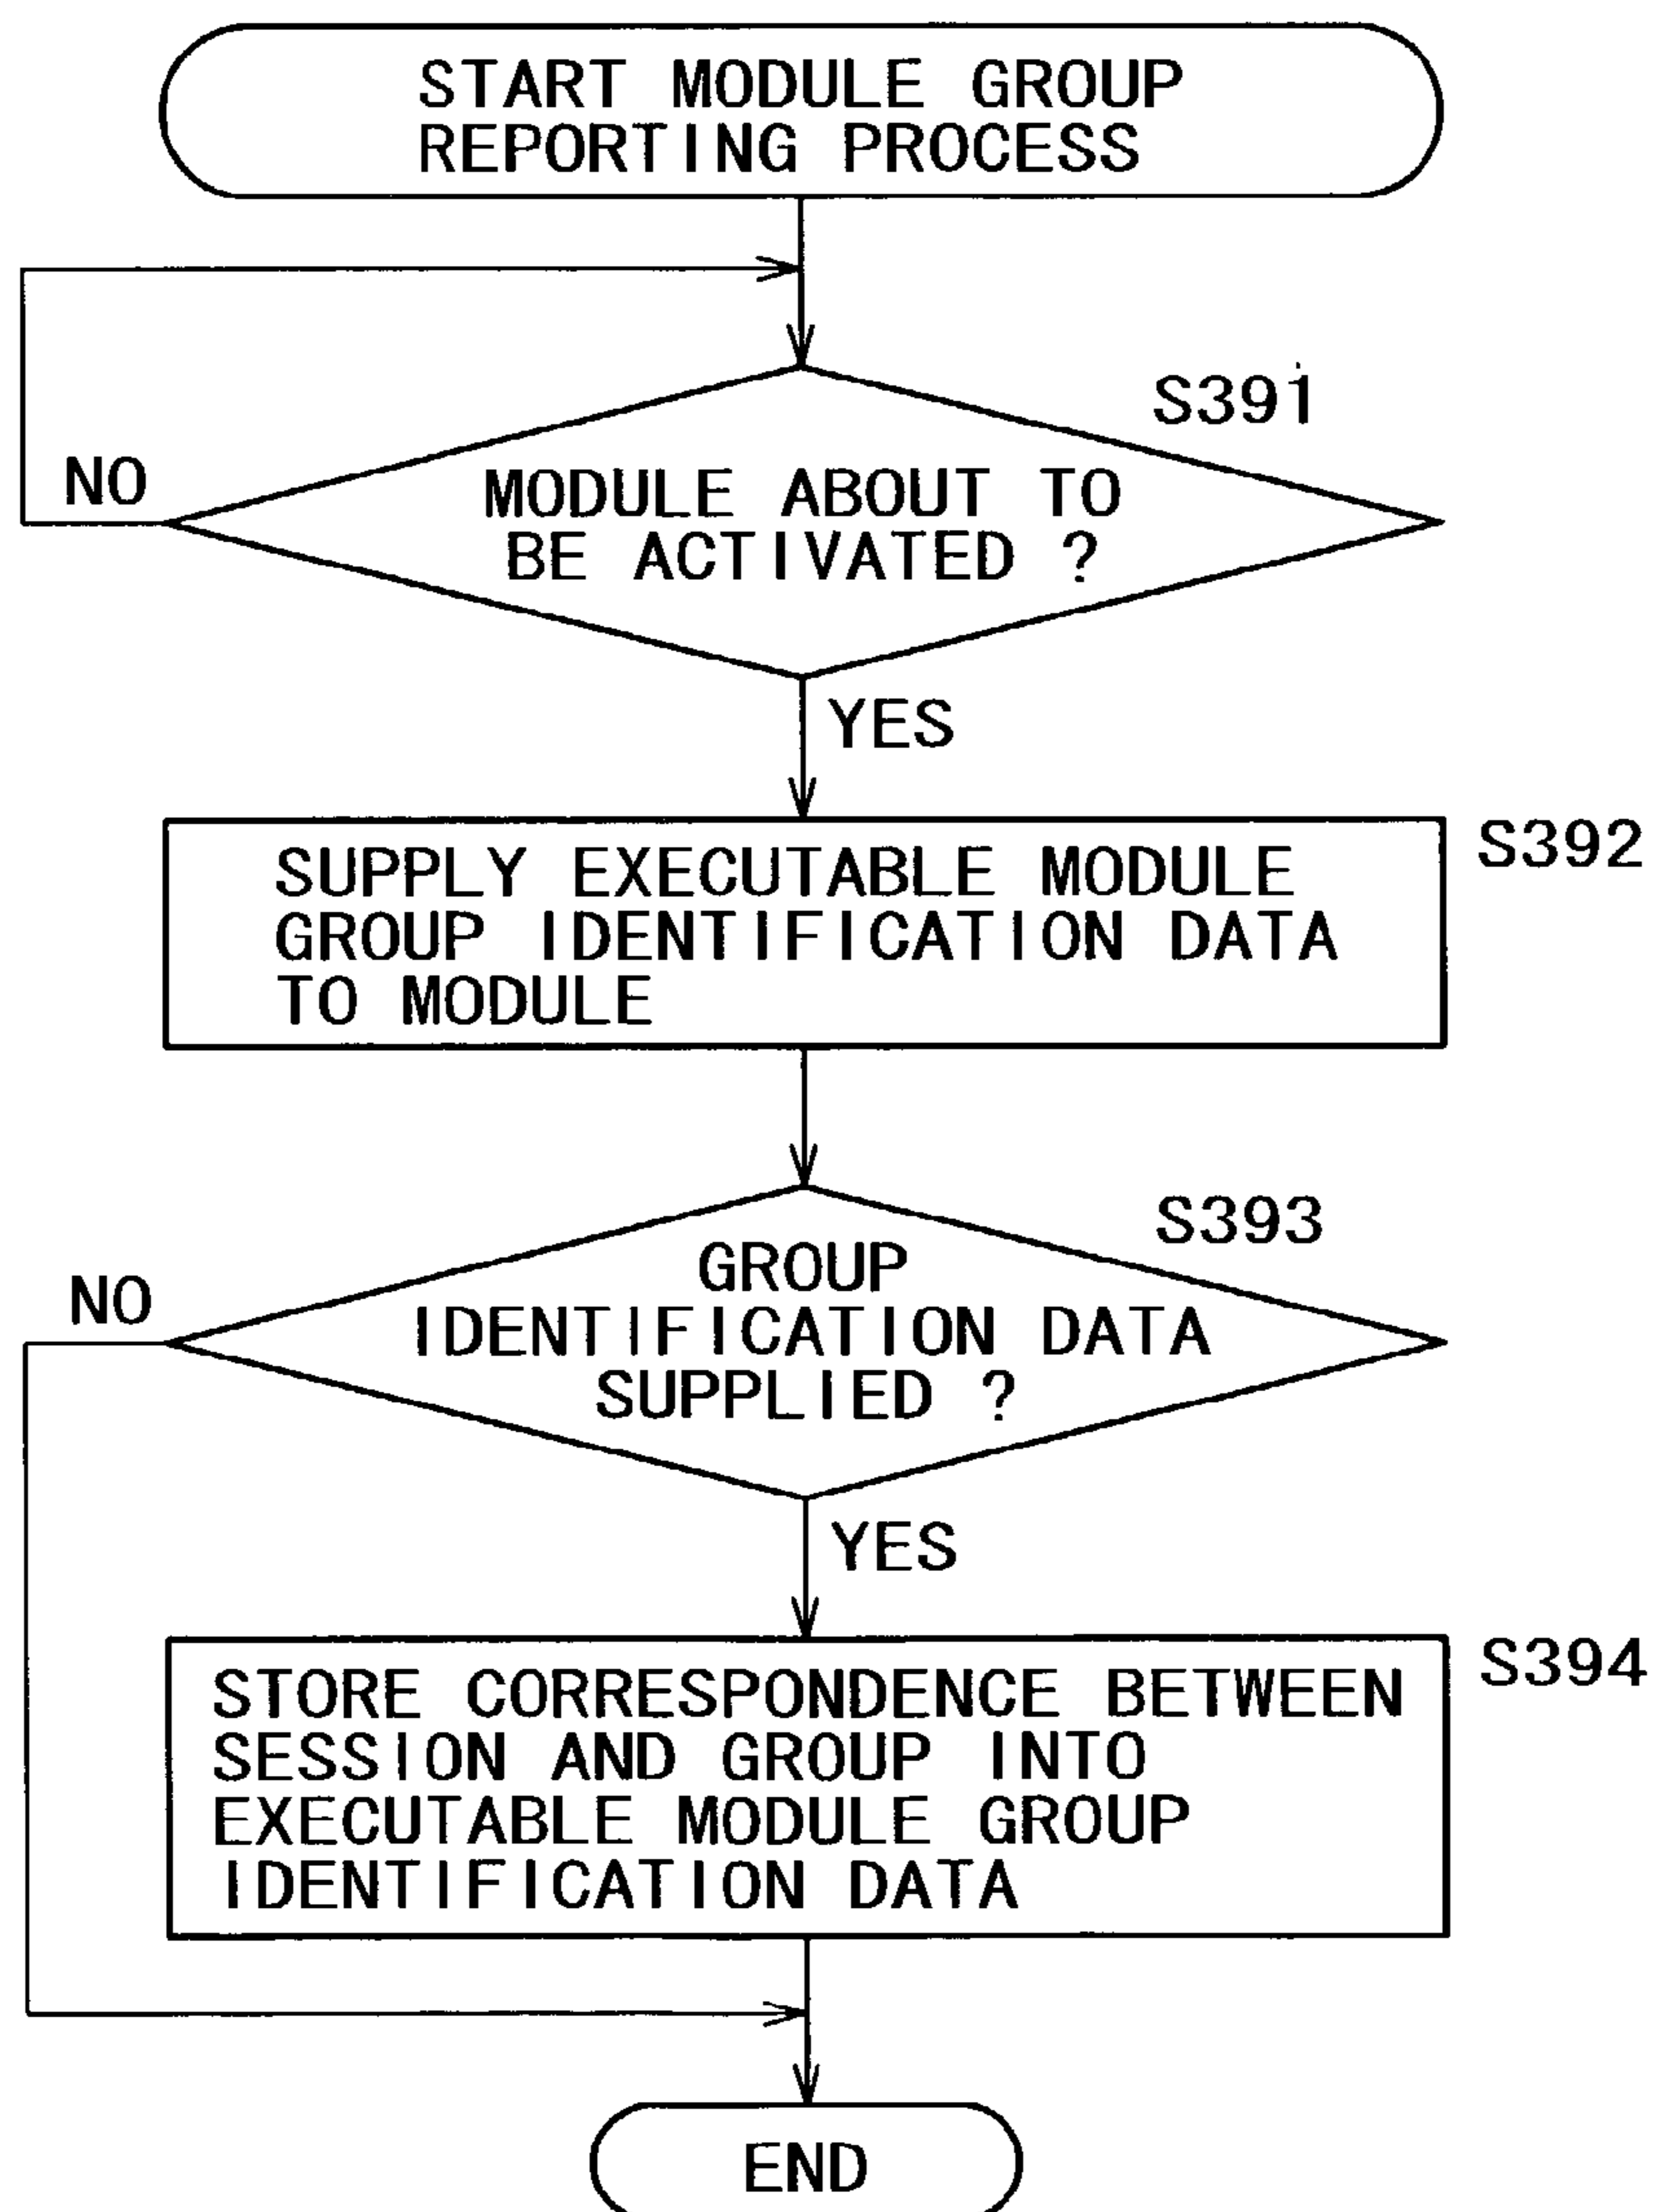 START MODULE GROUP
REPORTING PROCESS
S391
NO
MODULE ABOUT TO
BE ACTIVATED ?
YES
S392
SUPPLY EXECUTABLE MODULE
GROUP IDENTIFICATION DATA
TO MODULE
S393
NO
GROUP
IDENTIFICATION DATA
SUPPLIED ?
YES
S394
STORE CORRESPONDENCE BETWEEN
SESSION AND GROUP INTO
EXECUTABLE MODULE GROUP
IDENTIFICATION DATA
END